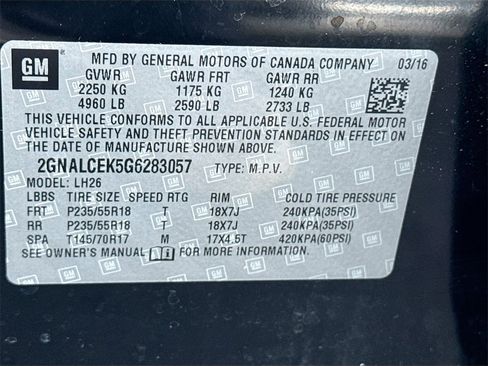 GM MFD BY GENERAL MOTORS OF CANADA COMPANY 03/16
GVWR GAWR FRT GAWR RR
2250 KG 1175 KG 1240 KG
4960 LB 2590 LB 2733 LB
THIS VEHICLE CONFORMS TO ALL APPLICABLE U.S. FEDERAL MOTOR
VEHICLE SAFETY AND THEFT PREVENTION STANDARDS IN EFFECT ON
THE DATE OF MANUFACTURE SHOWN ABOVE.
2GNALCEK5G6283057 TYPE: M.P.V.
MODEL: LH26
LBBS TIRE SIZE SPEED RTG RIM COLD TIRE PRESSURE
FRT P235/55R18 T 18X7J 240KPA(35PSI)
RR P235/55R18 T 18X7J 240KPA(35PSI)
SPA T145/70R17 M 17X4.5T 420KPA(60PSI)
SEE OWNER'S MANUAL FOR MORE INFORMATION.